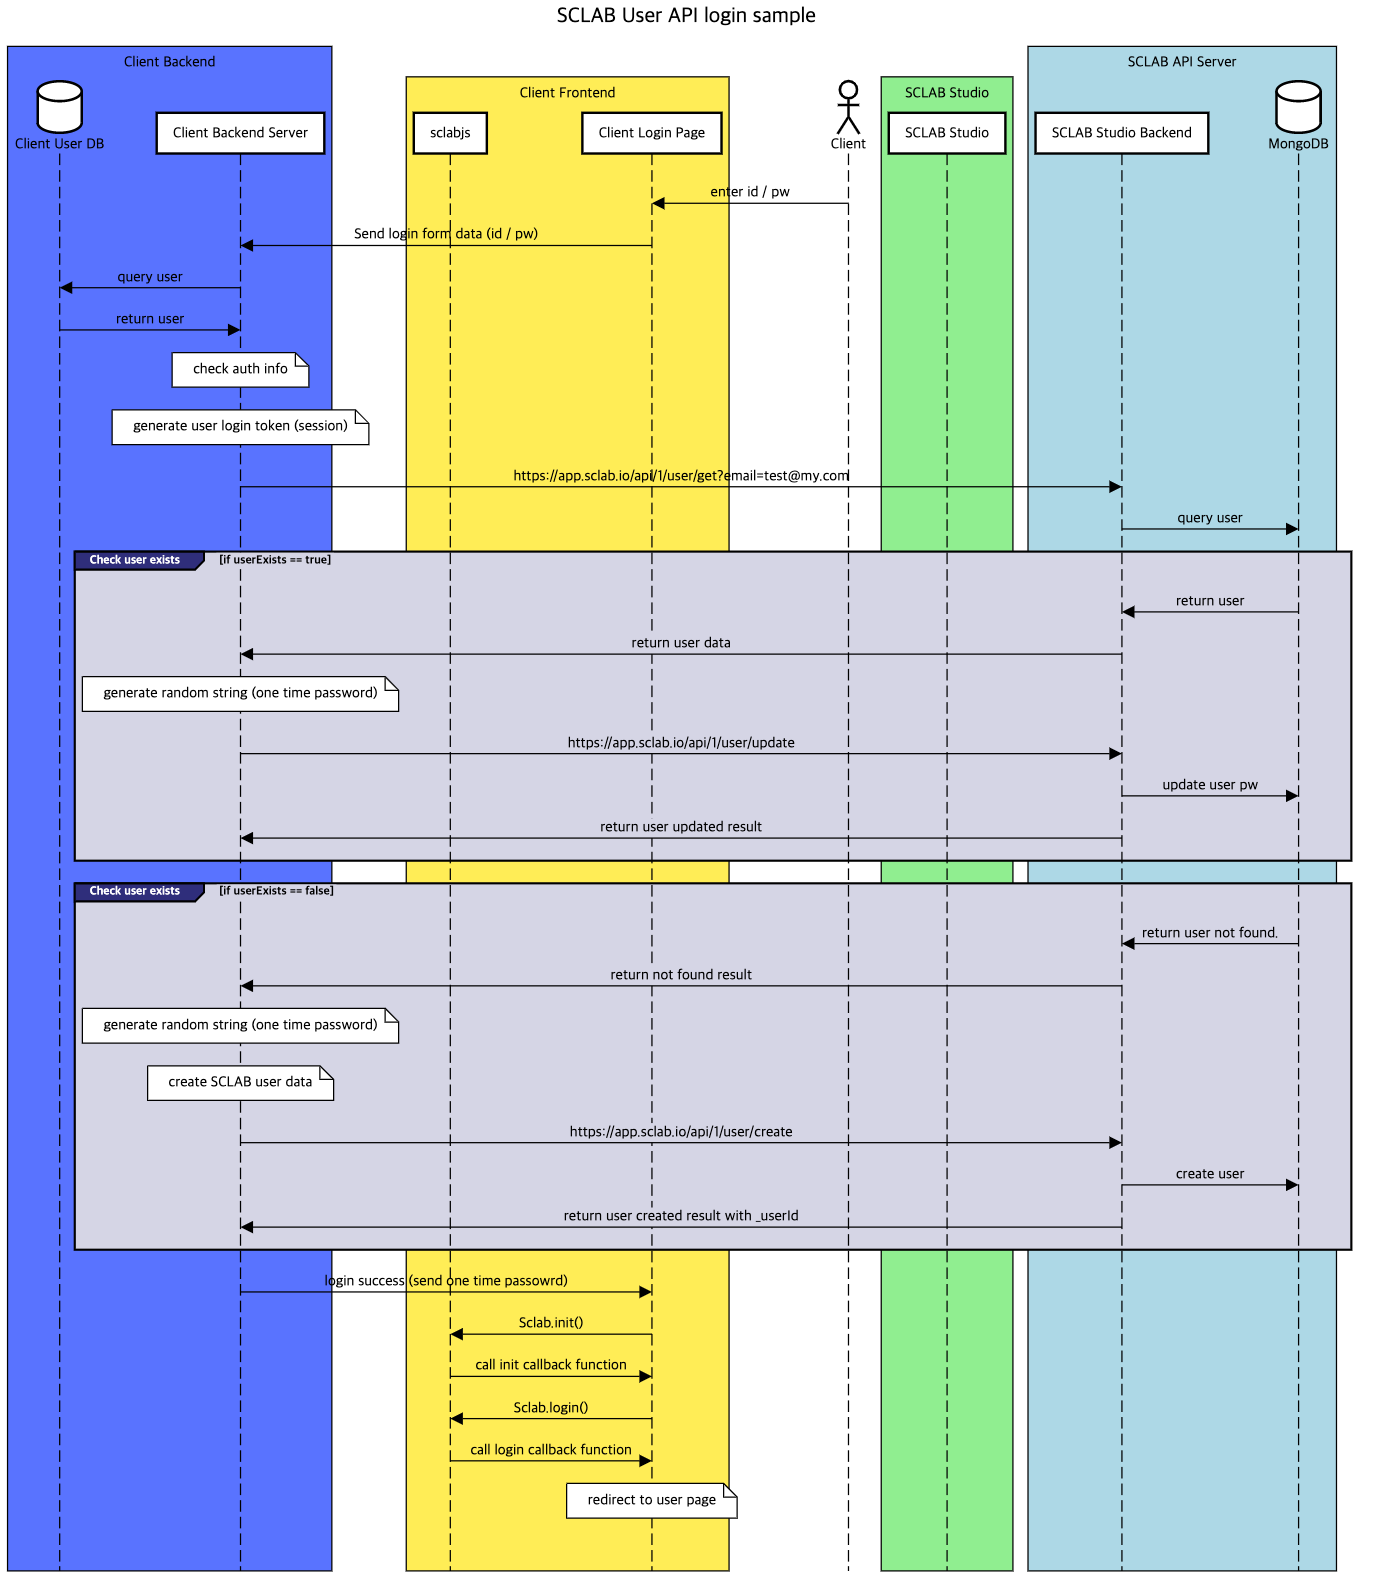 SCLAB User API login sample
Client Backend
SCLAB API Server
Client Frontend
SCLAB Studio
Client User DB
Client Backend Server
sclabjs
Client Login Page
Client
SCLAB Studio
SCLAB Studio Backend
MongoDB
enter id / pw
Send login form data (id / pw)
query user
return user
check auth info
generate user login token (session)
https://app.sclab.io/api/1/user/get?email=test@my.com
query user
Check user exists [if userExists == true]
return user
return user data
generate random string (one time password)
https://app.sclab.io/api/1/user/update
update user pw
return user updated result
Check user exists [if userExists == false]
return user not found.
return not found result
generate random string (one time password)
create SCLAB user data
https://app.sclab.io/api/1/user/create
create user
return user created result with _userId
login success (send one time passowrd)
Sclab.init()
call init callback function
Sclab.login()
call login callback function
redirect to user page